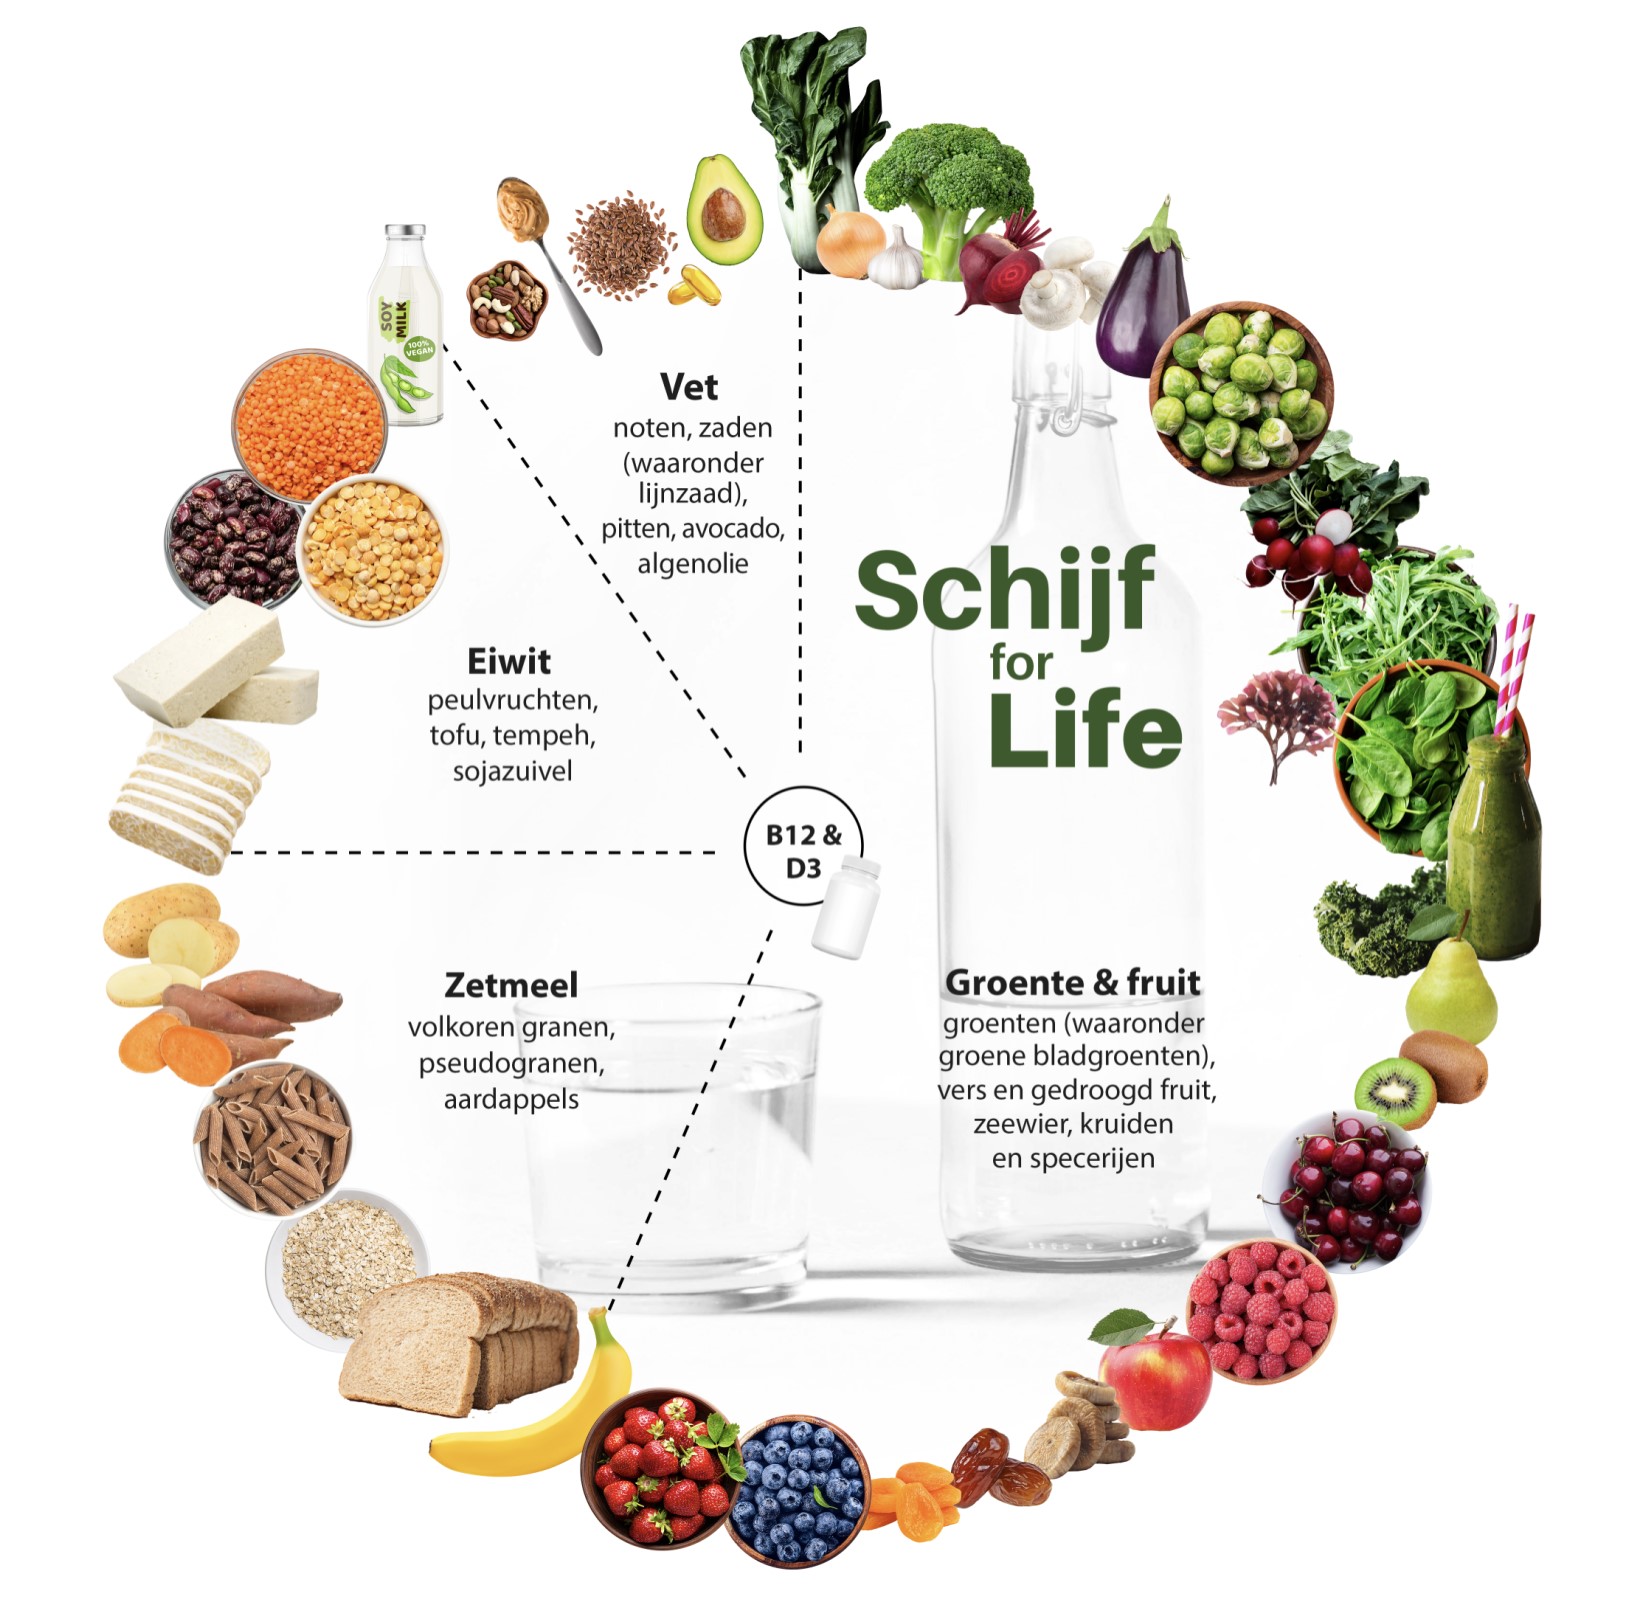 SOY
MILK
100%
VEGAN
Vet
noten, zaden
(waaronder
lijnzaad),
pitten, avocado,
algenolie
Schijf
for
Life
Eiwit
peulvruchten,
tofu, tempeh,
sojazuivel
B12 &
D3
Zetmeel
volkoren granen,
pseudogranen,
aardappels
Groente & fruit
groenten (waaronder
groene bladgroenten),
vers en gedroogd fruit,
zeewier, kruiden
en specerijen